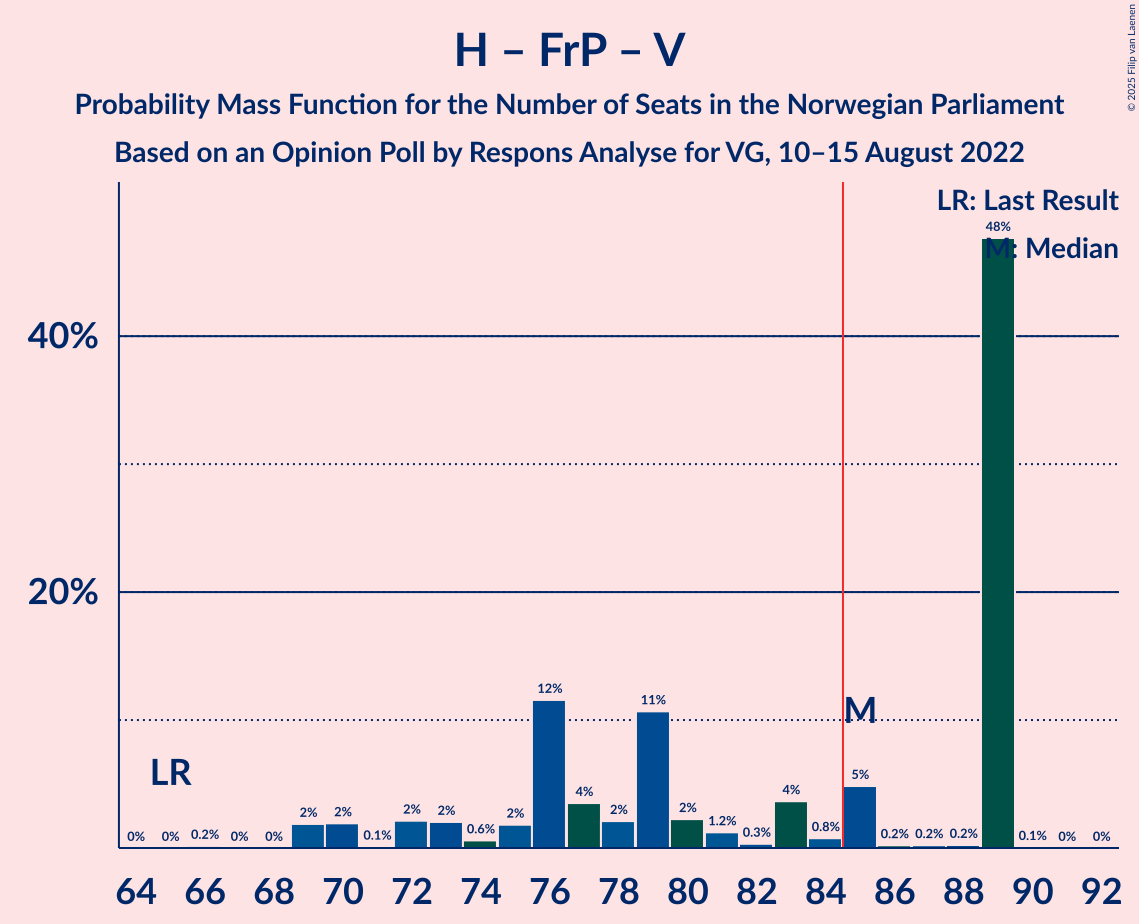 H – FrP – V
Probability Mass Function for the Number of Seats in the Norwegian Parliament
Based on an Opinion Poll by Respons Analyse for VG, 10–15 August 2022
© 2025 Filip van Laenen
LR: Last Result
M: Median
48%
40%
20%
12%
11%
M
LR
0% 0% 0.2% 0% 0% 2% 2% 0.1% 2% 2% 0.6% 2% 4% 2% 2% 1.2% 0.3% 4% 0.8% 5% 0.2% 0.2% 0.2% 0.1% 0% 0%
64 66 68 70 72 74 76 78 80 82 84 86 88 90 92